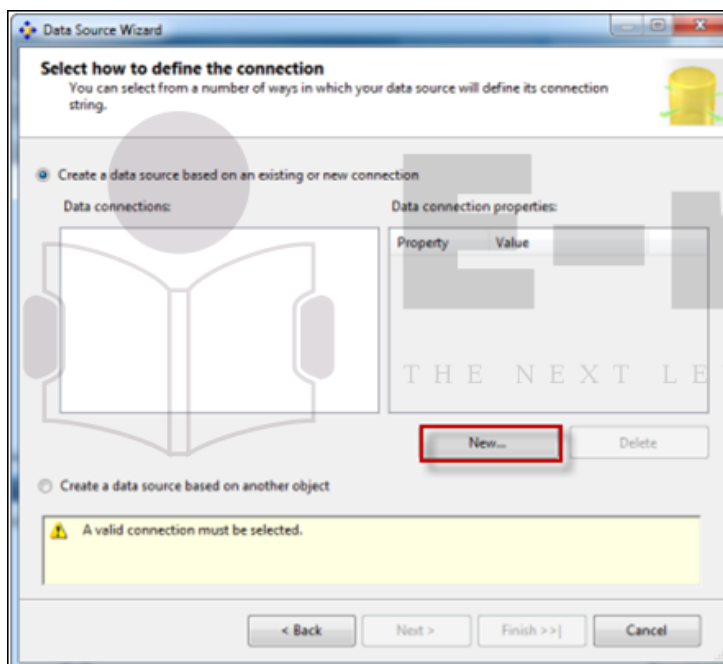 Data Source Wizard
Select how to define the connection
You can select from a number of ways in which your data source will define its connection
string.
Create a data source based on an existing or new connection
Data connections:
Data connection properties:
Property Value
THE NEXT LE
New...
Delete
Create a data source based on another object
A valid connection must be selected.
< Back
Next >
Finish >>|
Cancel